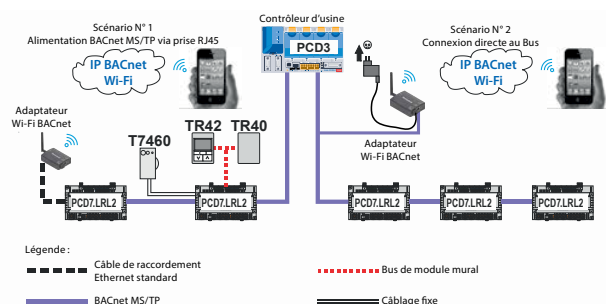 Scénario N° 1
Alimentation BACnet MS/TP via prise RJ45
IP BACnet
Wi-Fi
Contrôleur d'usine
PCD3
Scénario N° 2
Connexion directe au Bus
IP BACnet
Wi-Fi
Adaptateur
Wi-Fi BACnet
T7460
TR42
TR40
Adaptateur
Wi-Fi BACnet
PCD7.LRL2
PCD7.LRL2
PCD7.LRL2
PCD7.LRL2
PCD7.LRL2
Légende :
Câble de raccordement
Ethernet standard
Bus de module mural
BACnet MS/TP
Câblage fixe